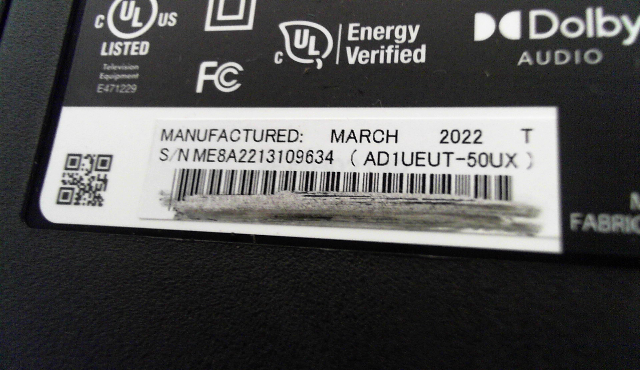 c UL US
LISTED
Television
Equipment
E471229
FC
c UL
Energy
Verified
Dolby
AUDIO
MANUFACTURED: MARCH 2022 T
S/N ME8A2213109634 ( AD1UEUT-50UX )
M
FABRIC